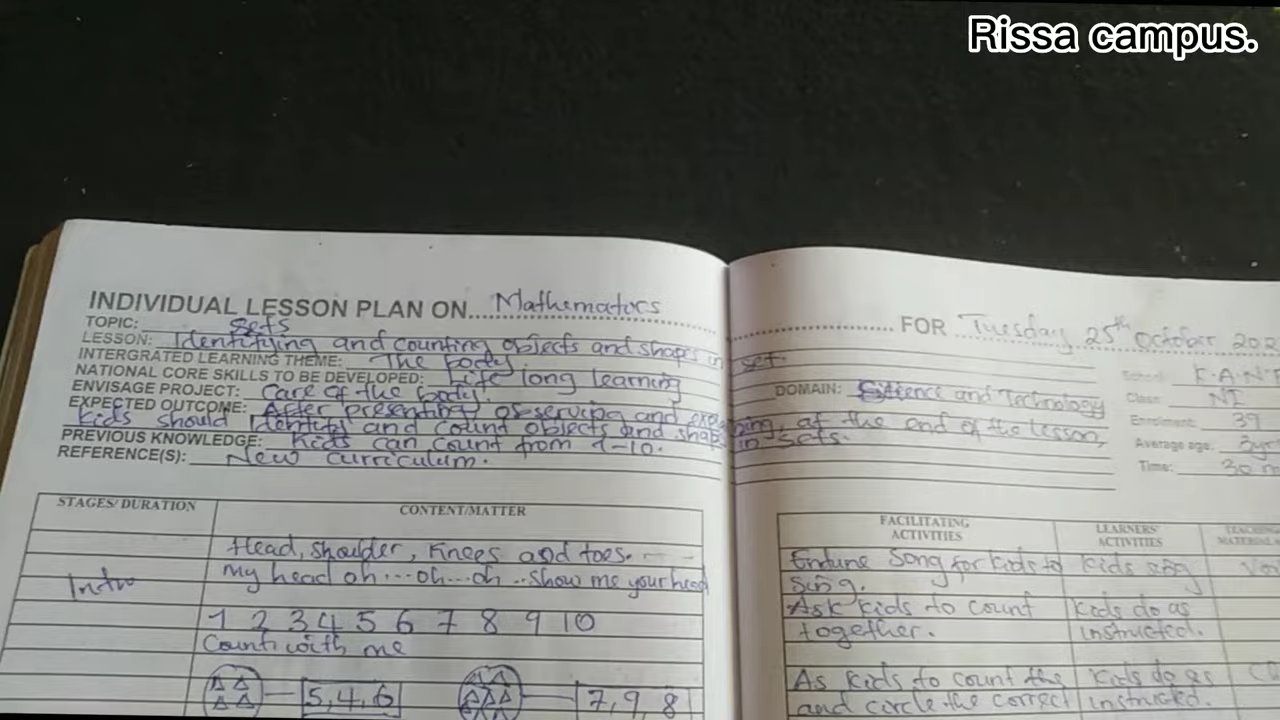 Rissa campus.
INDIVIDUAL LESSON PLAN ON Mathematics FOR Tuesday 25th October 202
TOPIC: Sets
LESSON: Identifying and counting objects and shapes in set.
INTERGRATED LEARNING THEME: The body
NATIONAL CORE SKILLS TO BE DEVELOPED: Life long learning
ENVISAGE PROJECT: Care of the body.
EXPECTED OUTCOME: After presenting, observing and explaining, at the end of the lesson,
Kids should Identify and count objects and shapes in sets.
PREVIOUS KNOWLEDGE: Kids can count from 1-10.
REFERENCE(S): New curriculum.
DOMAIN: Science and Technology
K.A.N
Class: N1
Enrolment: 39
Average age: 3yr
Time: 30 m
STAGES/DURATION CONTENT/MATTER
Intro
Head, shoulder, Knees and toes.
My head oh...oh...oh..show me your head
1 2 3 4 5 6 7 8 9 10
Count with me
5,4,6 7,9,8
FACILITATING ACTIVITIES LEARNERS' ACTIVITIES
Endune Song for kids to Kids sing
sing.
Ask kids to count Kids do as
together. instructed.
As kids to count the Kids do as
and circle the correct instructed.